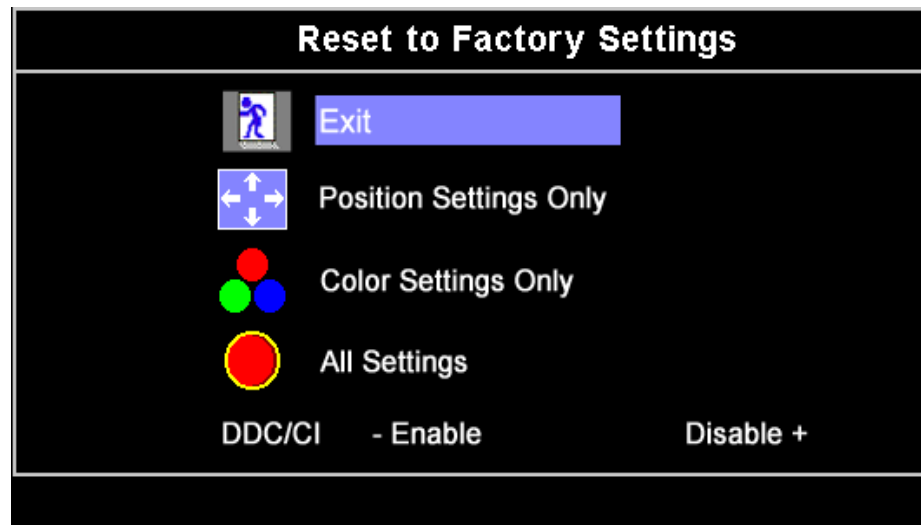 Reset to Factory Settings
Exit
Position Settings Only
Color Settings Only
All Settings
DDC/CI - Enable Disable +